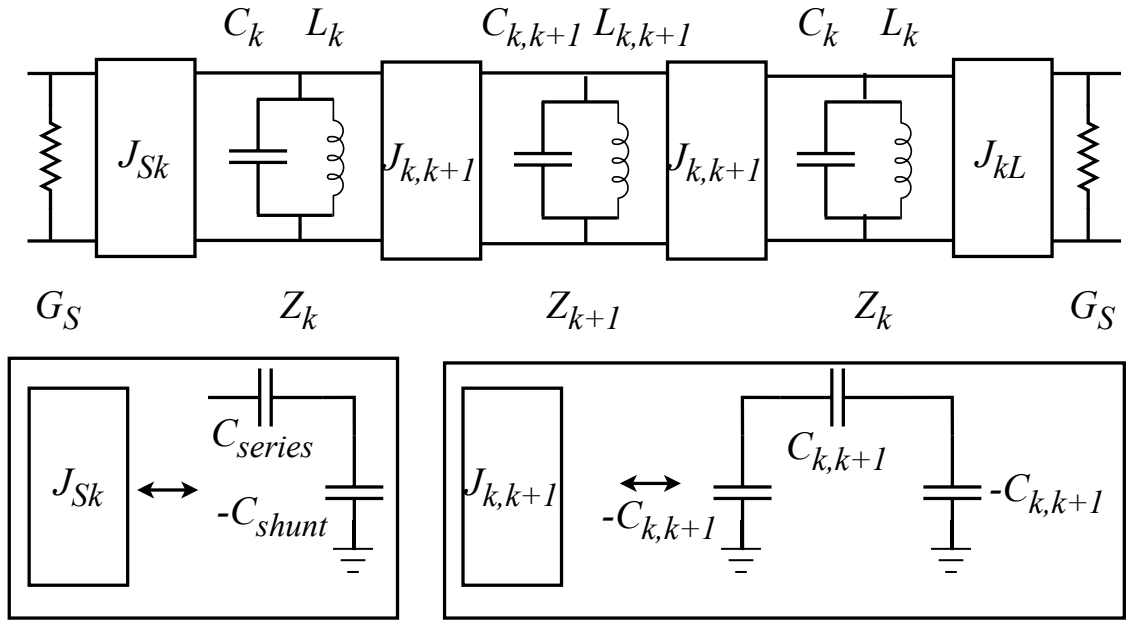 C_k L_k C_{k,k+1} L_{k,k+1} C_k L_k
J_{Sk} J_{k,k+1} J_{k,k+1} J_{kL}
G_S Z_k Z_{k+1} Z_k G_S
C_{series}
C_{k,k+1}
J_{Sk} J_{k,k+1} -C_{k,k+1}
-C_{shunt} -C_{k,k+1}